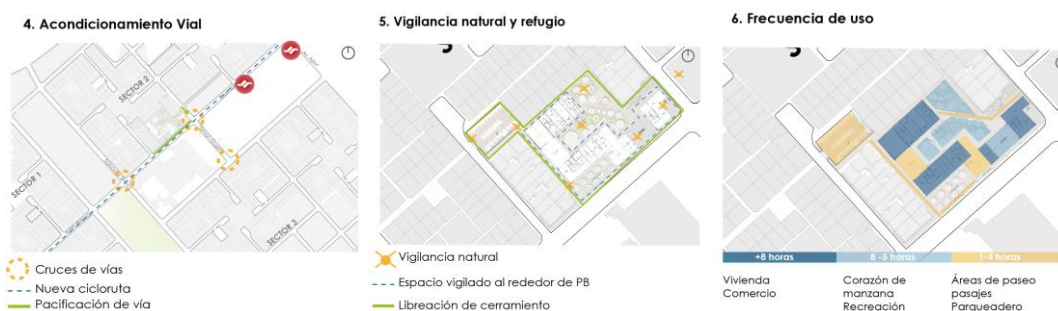 4. Acondicionamiento Vial
SECTOR 2
SECTOR 1
SECTOR 3
Cruces de vías
Nueva cicloruta
Pacificación de vía
5. Vigilancia natural y refugio
Vigilancia natural
Espacio vigilado al rededor de PB
Libreación de cerramiento
6. Frecuencia de uso
+8 horas
8 -5 horas
1-4 horas
Vivienda
Comercio
Corazón de
manzana
Recreación
Áreas de paseo
pasajes
Parqueadero